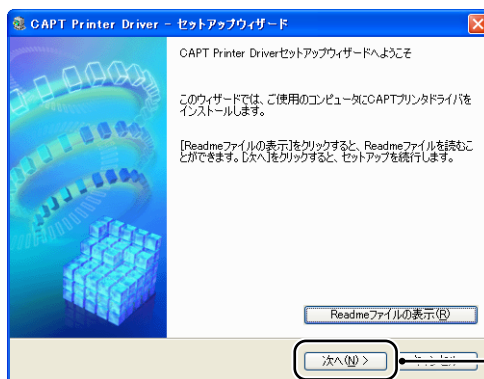 CAPT Printer Driver - セットアップウィザード
CAPT Printer Driverセットアップウィザードへようこそ
このウィザードでは、ご使用のコンピュータにCAPTプリンタドライバを
インストールします。
[Readmeファイルの表示]をクリックすると、Readmeファイルを読むこ
とができます。[次へ]をクリックすると、セットアップを続行します。
Readmeファイルの表示(R)
次へ(N) >